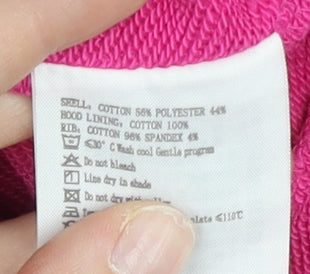 SHELL: COTTON 56% POLYESTER 44%
HOOD LINING: COTTON 100%
RIB: COTTON 96% SPANDEX 4%
≤30° C Wash cool Gentle program
Do not bleach
Line dry in shade
Do not dry
plate ≤110℃